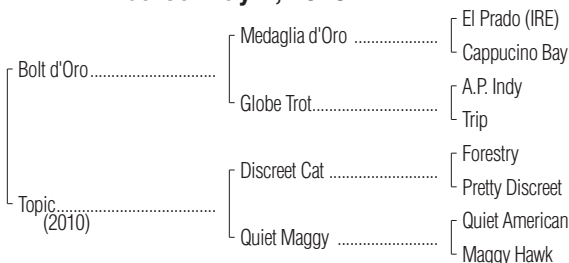 El Prado (IRE)
Medaglia d'Oro ....................
Cappucino Bay
Bolt d'Oro..............................
A.P. Indy
Globe Trot..............................
Trip
Forestry
Discreet Cat ..........................
Pretty Discreet
Topic.......................................
(2010)
Quiet American
Quiet Maggy ........................
Maggy Hawk